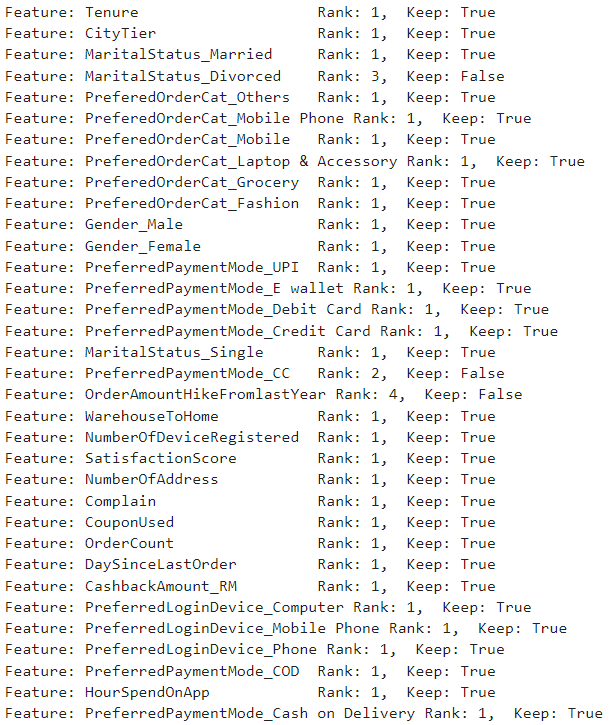 Feature: Tenure Rank: 1, Keep: True
Feature: CityTier Rank: 1, Keep: True
Feature: MaritalStatus_Married Rank: 1, Keep: True
Feature: MaritalStatus_Divorced Rank: 3, Keep: False
Feature: PreferedOrderCat_Others Rank: 1, Keep: True
Feature: PreferedOrderCat_Mobile Phone Rank: 1, Keep: True
Feature: PreferedOrderCat_Mobile Rank: 1, Keep: True
Feature: PreferedOrderCat_Laptop & Accessory Rank: 1, Keep: True
Feature: PreferedOrderCat_Grocery Rank: 1, Keep: True
Feature: PreferedOrderCat_Fashion Rank: 1, Keep: True
Feature: Gender_Male Rank: 1, Keep: True
Feature: Gender_Female Rank: 1, Keep: True
Feature: PreferredPaymentMode_UPI Rank: 1, Keep: True
Feature: PreferredPaymentMode_E wallet Rank: 1, Keep: True
Feature: PreferredPaymentMode_Debit Card Rank: 1, Keep: True
Feature: PreferredPaymentMode_Credit Card Rank: 1, Keep: True
Feature: MaritalStatus_Single Rank: 1, Keep: True
Feature: PreferredPaymentMode_CC Rank: 2, Keep: False
Feature: OrderAmountHikeFromlastYear Rank: 4, Keep: False
Feature: WarehouseToHome Rank: 1, Keep: True
Feature: NumberOfDeviceRegistered Rank: 1, Keep: True
Feature: SatisfactionScore Rank: 1, Keep: True
Feature: NumberOfAddress Rank: 1, Keep: True
Feature: Complain Rank: 1, Keep: True
Feature: CouponUsed Rank: 1, Keep: True
Feature: OrderCount Rank: 1, Keep: True
Feature: DaySinceLastOrder Rank: 1, Keep: True
Feature: CashbackAmount_RM Rank: 1, Keep: True
Feature: PreferredLoginDevice_Computer Rank: 1, Keep: True
Feature: PreferredLoginDevice_Mobile Phone Rank: 1, Keep: True
Feature: PreferredLoginDevice_Phone Rank: 1, Keep: True
Feature: PreferredPaymentMode_COD Rank: 1, Keep: True
Feature: HourSpendOnApp Rank: 1, Keep: True
Feature: PreferredPaymentMode_Cash on Delivery Rank: 1, Keep: True